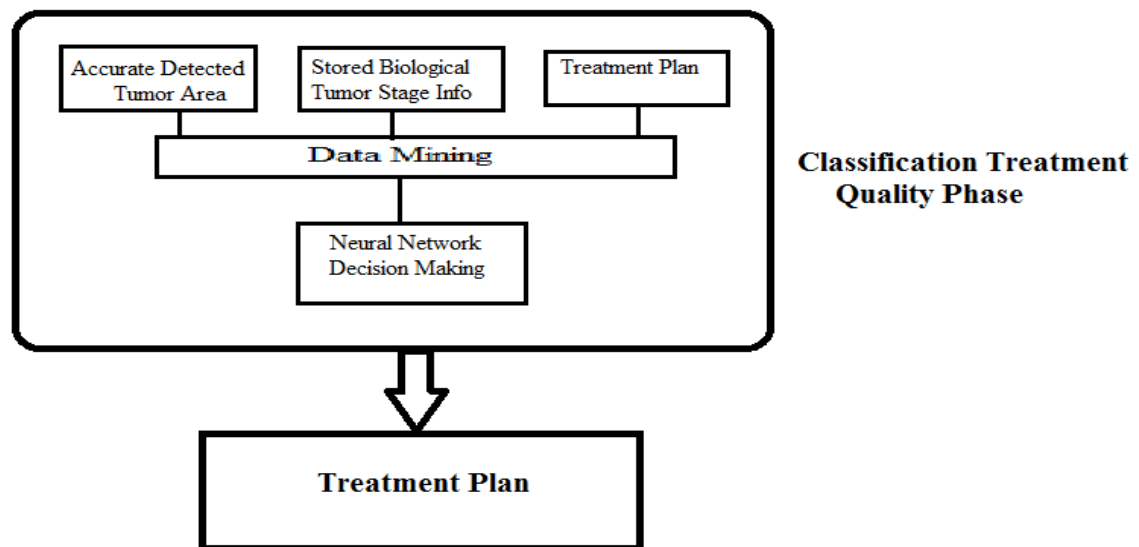 Accurate Detected
Tumor Area
Stored Biological
Tumor Stage Info
Treatment Plan
Data Mining
Neural Network
Decision Making
Classification Treatment
Quality Phase
Treatment Plan